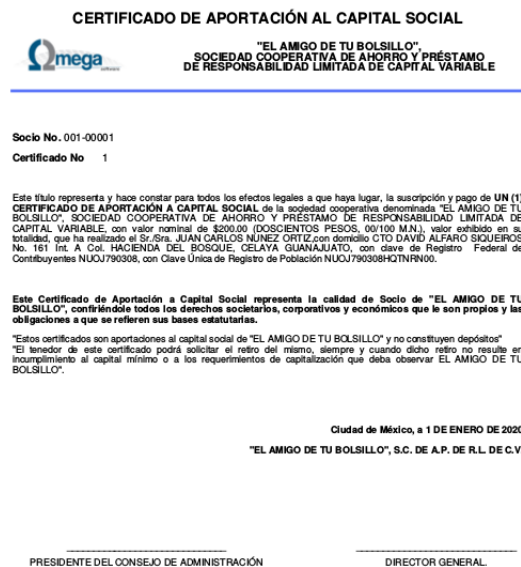 CERTIFICADO DE APORTACIÓN AL CAPITAL SOCIAL
Ωmega
"EL AMIGO DE TU BOLSILLO",
SOCIEDAD COOPERATIVA DE AHORRO Y PRÉSTAMO
DE RESPONSABILIDAD LIMITADA DE CAPITAL VARIABLE
Socio No. 001-00001
Certificado No 1
Este título representa y hace constar para todos los efectos legales a que haya lugar, la suscripción y pago de UN (1)
CERTIFICADO DE APORTACIÓN A CAPITAL SOCIAL de la sociedad cooperativa denominada "EL AMIGO DE TU
BOLSILLO", SOCIEDAD COOPERATIVA DE AHORRO Y PRÉSTAMO DE RESPONSABILIDAD LIMITADA DE
CAPITAL VARIABLE, con valor nominal de $200.00 (DOSCIENTOS PESOS, 00/100 M.N.), valor exhibido en su
totalidad, que ha realizado el Sr./Sra. JUAN CARLOS NUNEZ ORTIZ,con domicilio CTO DAVID ALFARO SIQUEIROS
No. 161 Int. A Col. HACIENDA DEL BOSQUE, CELAYA GUANAJUATO, con clave de Registro Federal de
Contribuyentes NUOJ790308, con Clave Única de Registro de Población NUOJ790308HQTNRN00.
Este Certificado de Aportación a Capital Social representa la calidad de Socio de "EL AMIGO DE TU
BOLSILLO", confiriéndole todos los derechos societarios, corporativos y económicos que le son propios y las
obligaciones a que se refieren sus bases estatutarias.
"Estos certificados son aportaciones al capital social de "EL AMIGO DE TU BOLSILLO" y no constituyen depósitos"
"El tenedor de este certificado podrá solicitar el retiro del mismo, siempre y cuando dicho retiro no resulte en
incumplimiento al capital mínimo o a los requerimientos de capitalización que deba observar EL AMIGO DE TU
BOLSILLO".
Ciudad de México, a 1 DE ENERO DE 2020
"EL AMIGO DE TU BOLSILLO", S.C. DE A.P. DE R.L. DE C.V
PRESIDENTE DEL CONSEJO DE ADMINISTRACIÓN
DIRECTOR GENERAL.